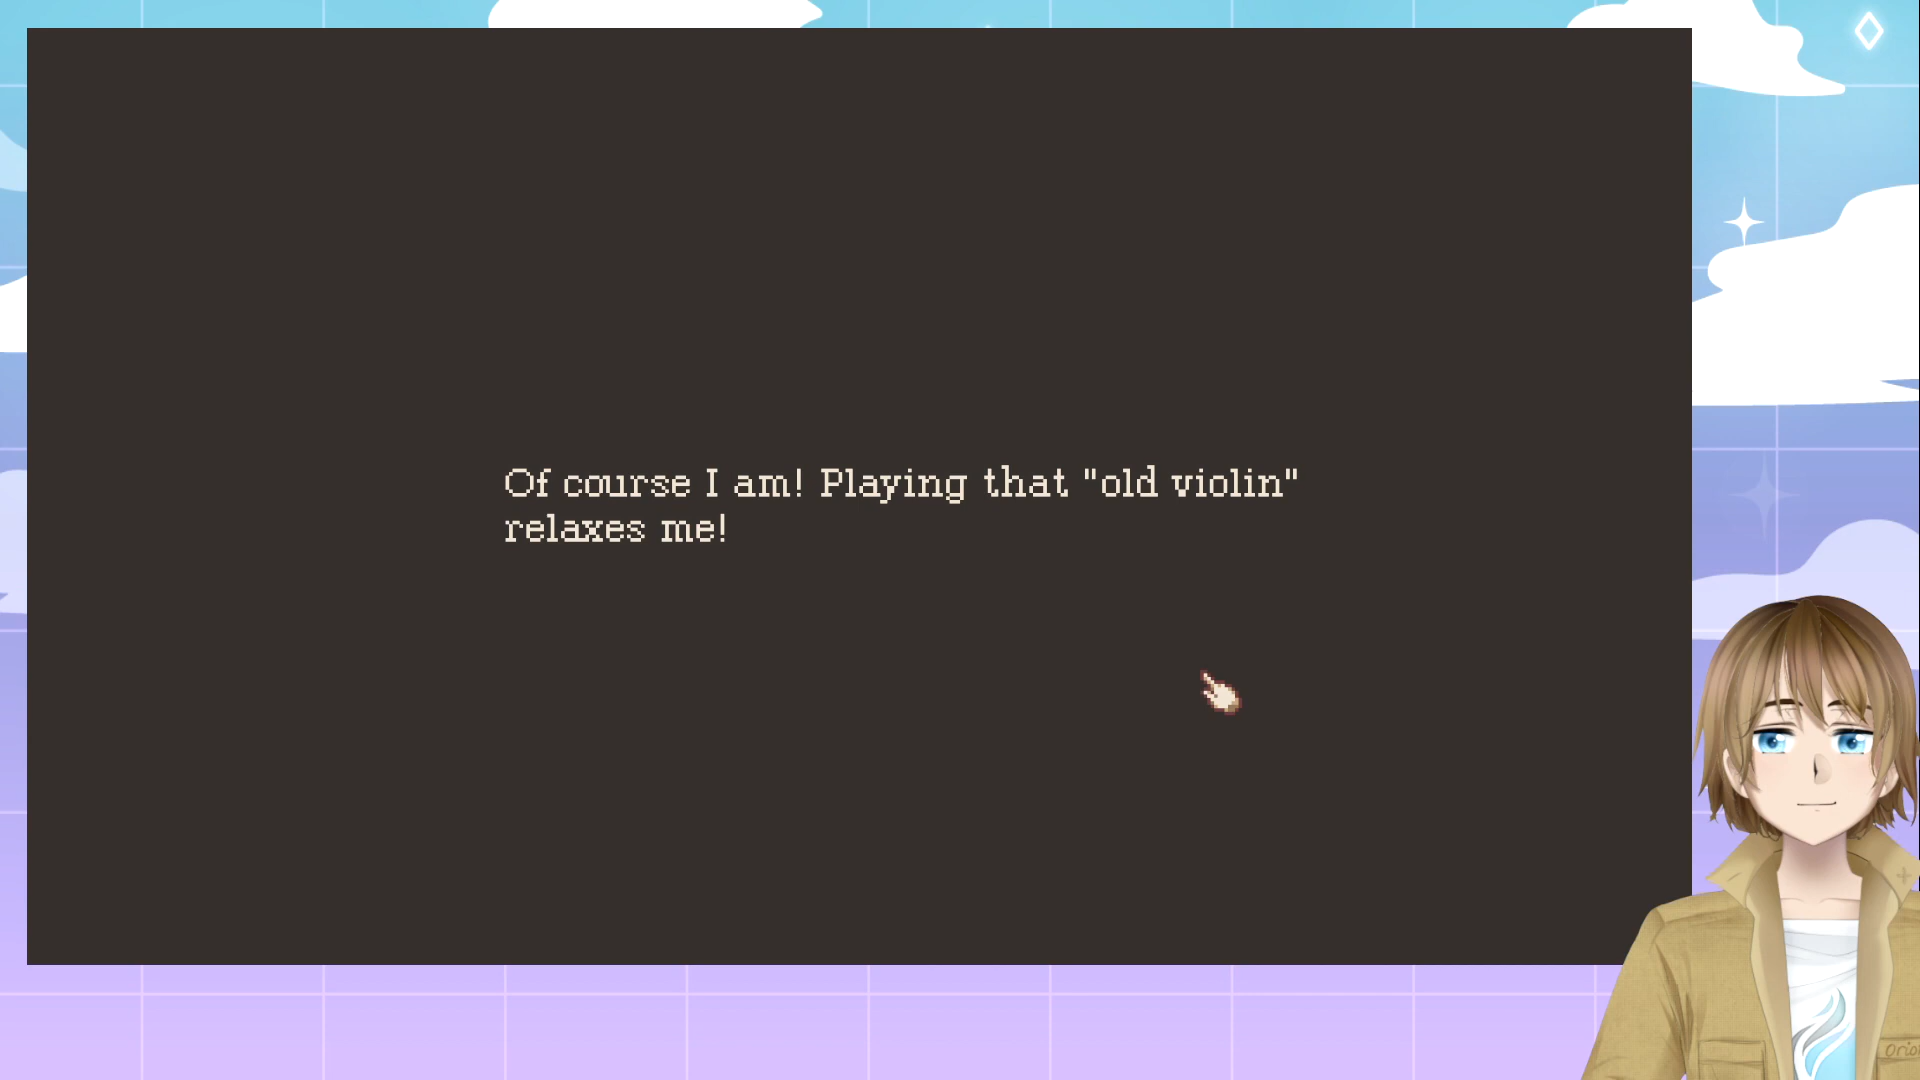 Of course I am! Playing that "old violin"
relaxes me!